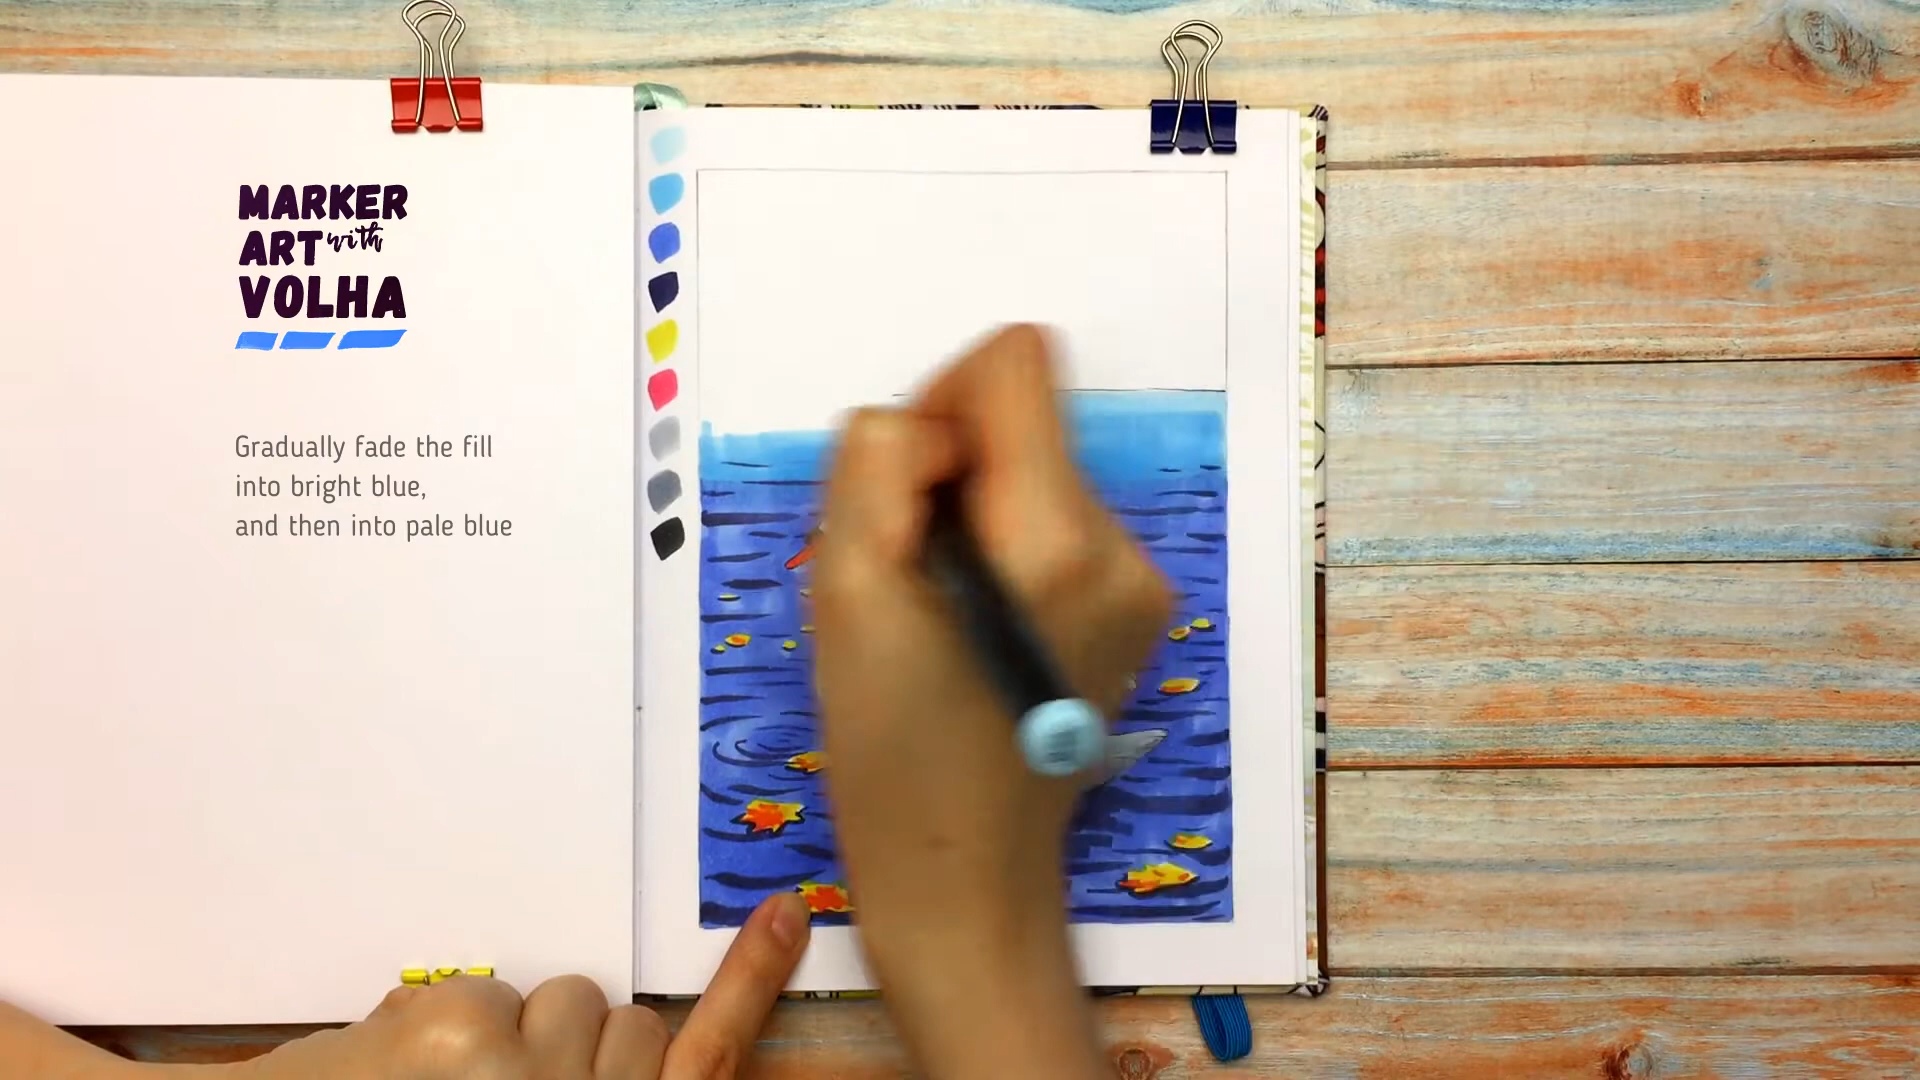 MARKER
ART with
VOLHA
Gradually fade the fill
into bright blue,
and then into pale blue